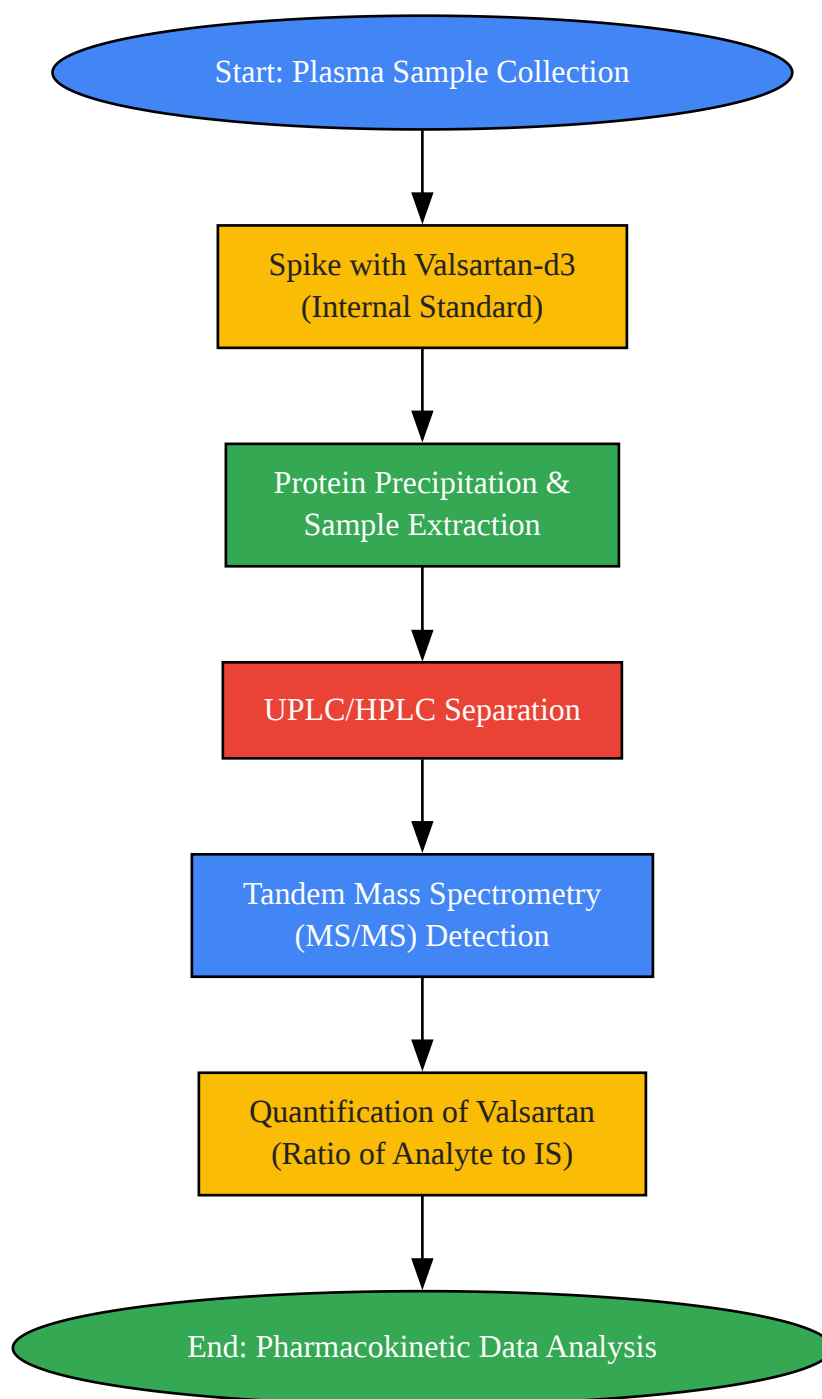 Start: Plasma Sample Collection
Spike with Valsartan-d3
(Internal Standard)
Protein Precipitation &
Sample Extraction
UPLC/HPLC Separation
Tandem Mass Spectrometry
(MS/MS) Detection
Quantification of Valsartan
(Ratio of Analyte to IS)
End: Pharmacokinetic Data Analysis